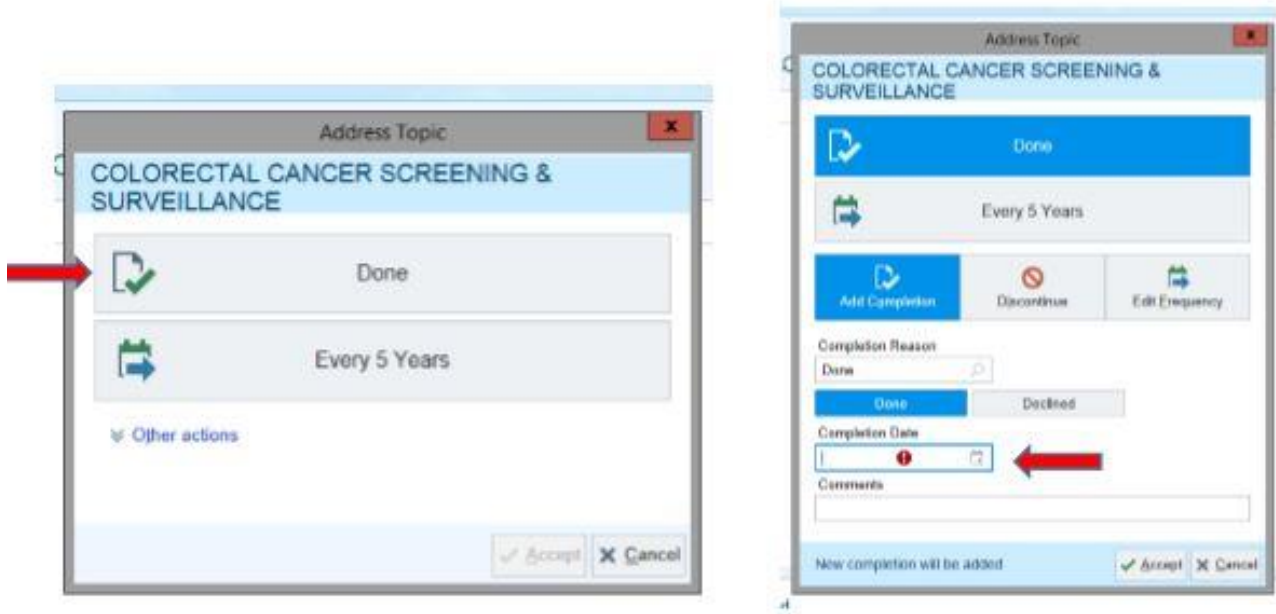 Address Topic
COLORECTAL CANCER SCREENING &
SURVEILLANCE
Done
Every 5 Years
Other actions
Accept
Cancel
Address Topic
COLORECTAL CANCER SCREENING &
SURVEILLANCE
Done
Every 5 Years
Add Completion
Discontinue
Edit Frequency
Completion Reason
Done
Done
Declined
Completion Date
Comments
New completion will be added
Accept
Cancel